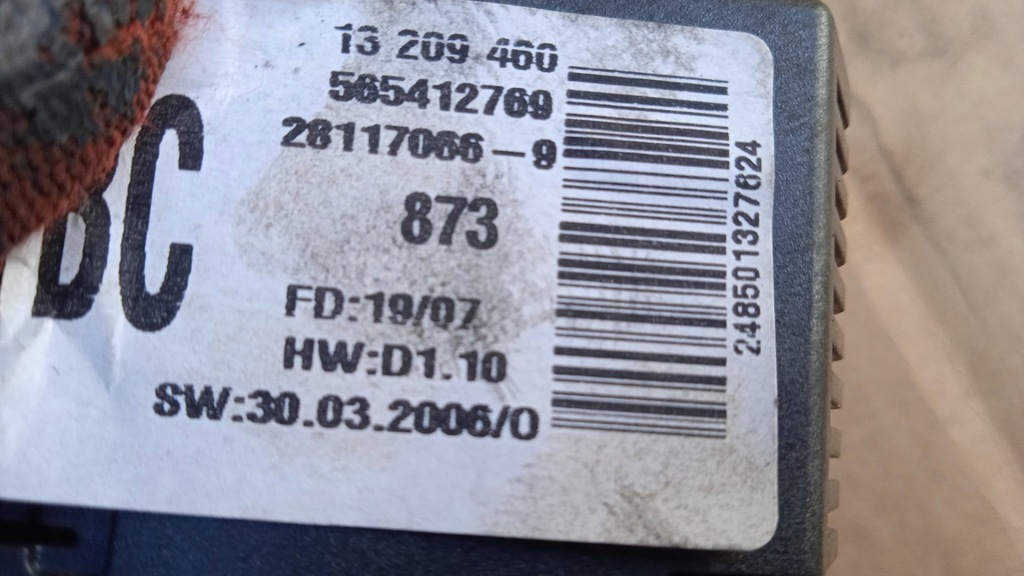 13 209 460
565412769
28117066-9
BC
873
FD:19/07
HW:D1.10
SW:30.03.2006/0
248501327624